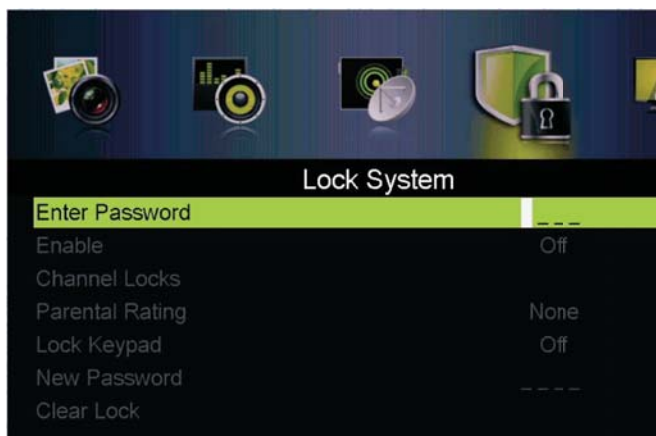 Lock System
Enter Password _ _ _
Enable Off
Channel Locks
Parental Rating None
Lock Keypad Off
New Password _ _ _ _
Clear Lock